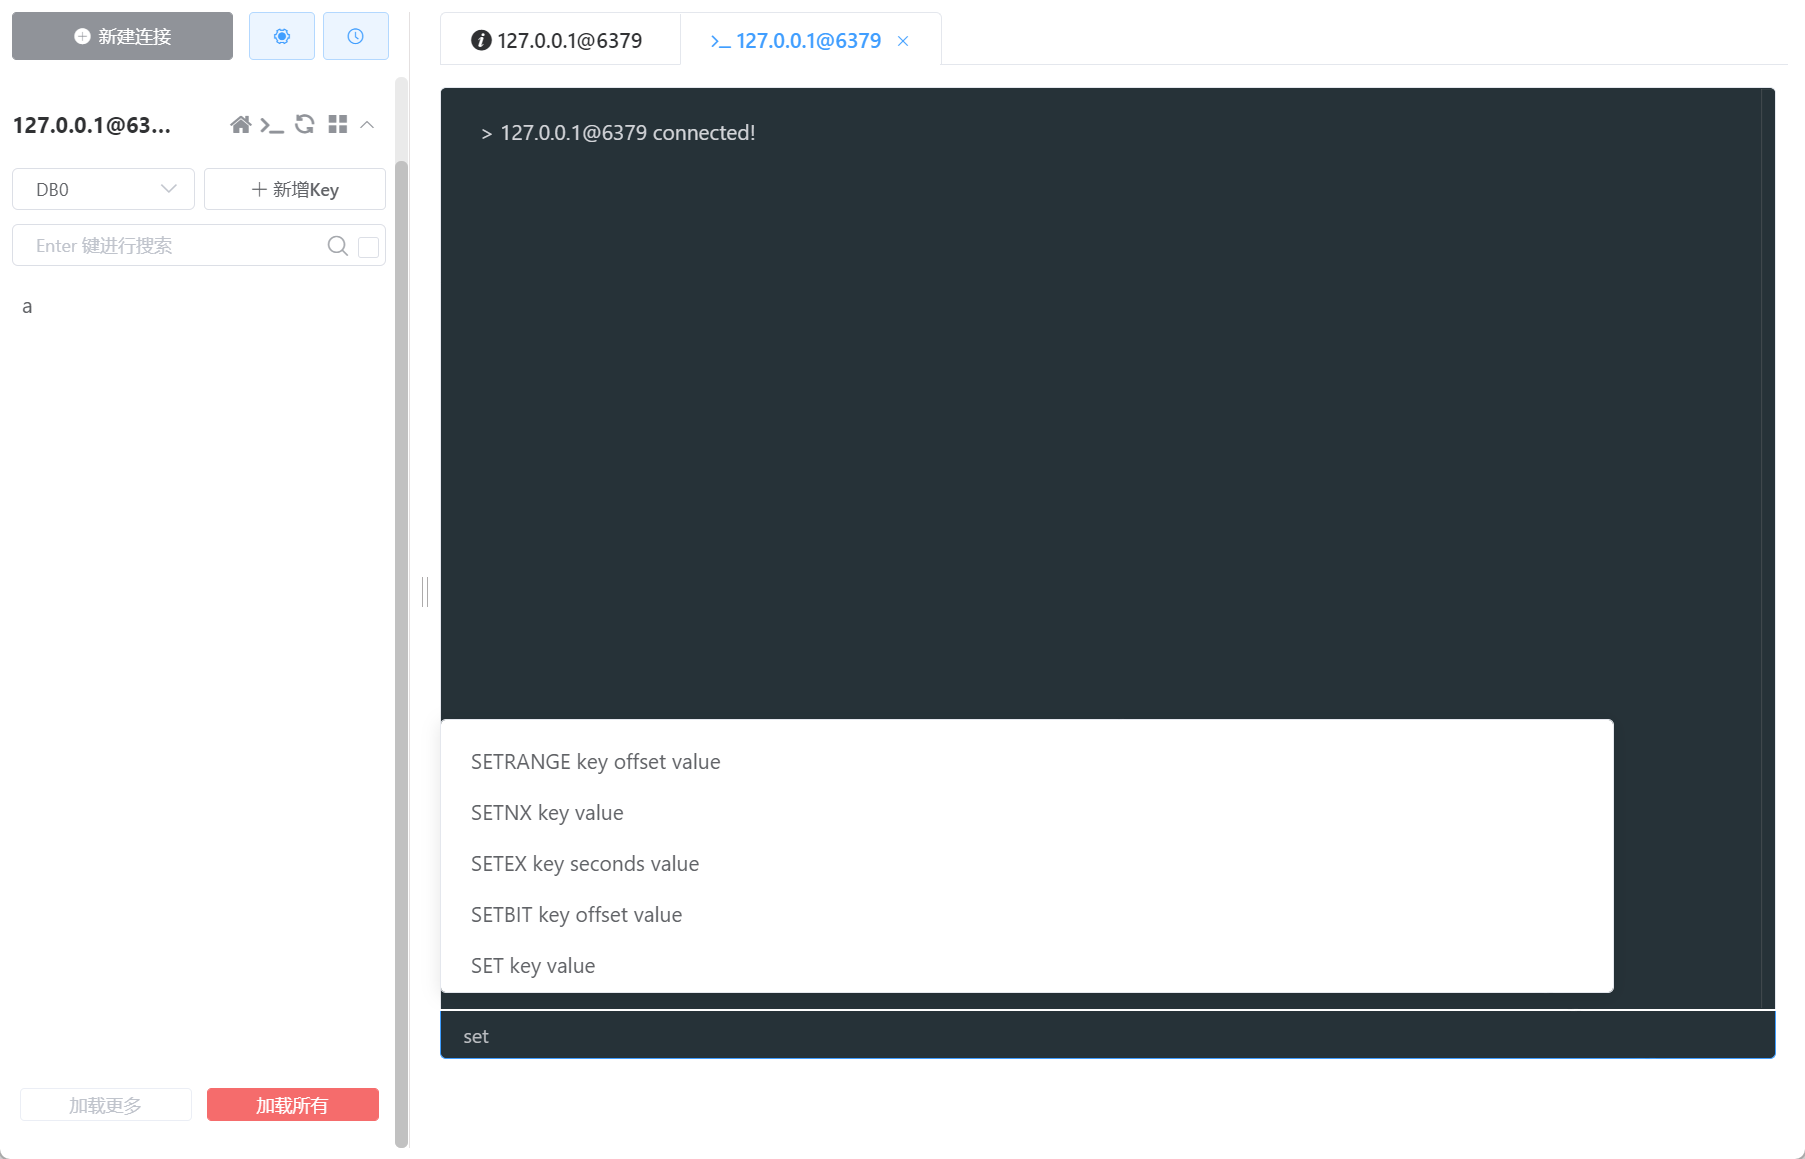 新建连接
127.0.0.1@63...
DB0
新增Key
Enter 键进行搜索
a
加载更多
加载所有
127.0.0.1@6379
>_ 127.0.0.1@6379
> 127.0.0.1@6379 connected!
SETRANGE key offset value
SETNX key value
SETEX key seconds value
SETBIT key offset value
SET key value
set